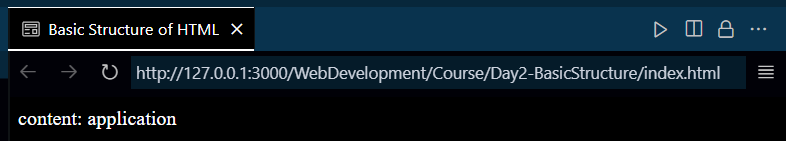 Basic Structure of HTML
http://127.0.0.1:3000/WebDevelopment/Course/Day2-BasicStructure/index.html
content: application